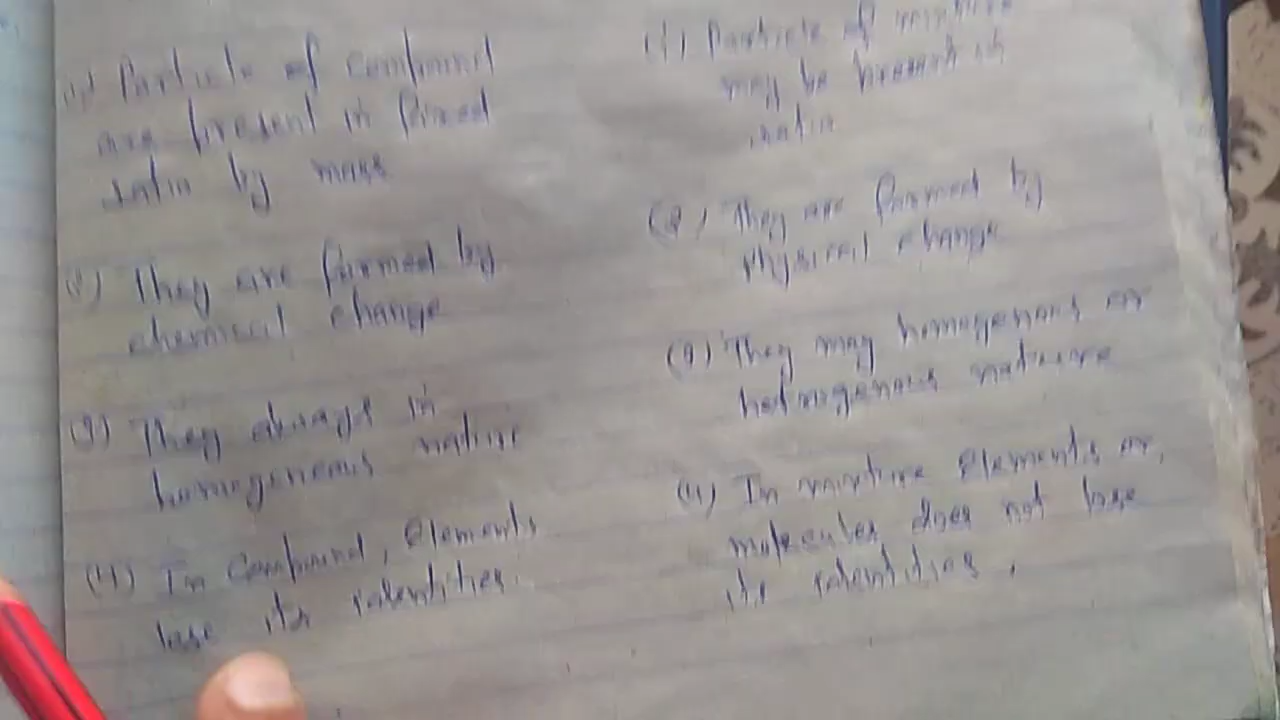 (1) Particle of compound
are present in fixed
ratio by mass
(2) They are formed by
chemical change
(3) They always in
homogeneous nature
(4) In Compound, Elements
lose its identities.
(1) Particle of mixture
may be present in
ratio
(2) They are formed by
physical change
(3) They may homogenous or
hetrogenous nature
(4) In mixture Elements or,
molecules does not lose
its identities.